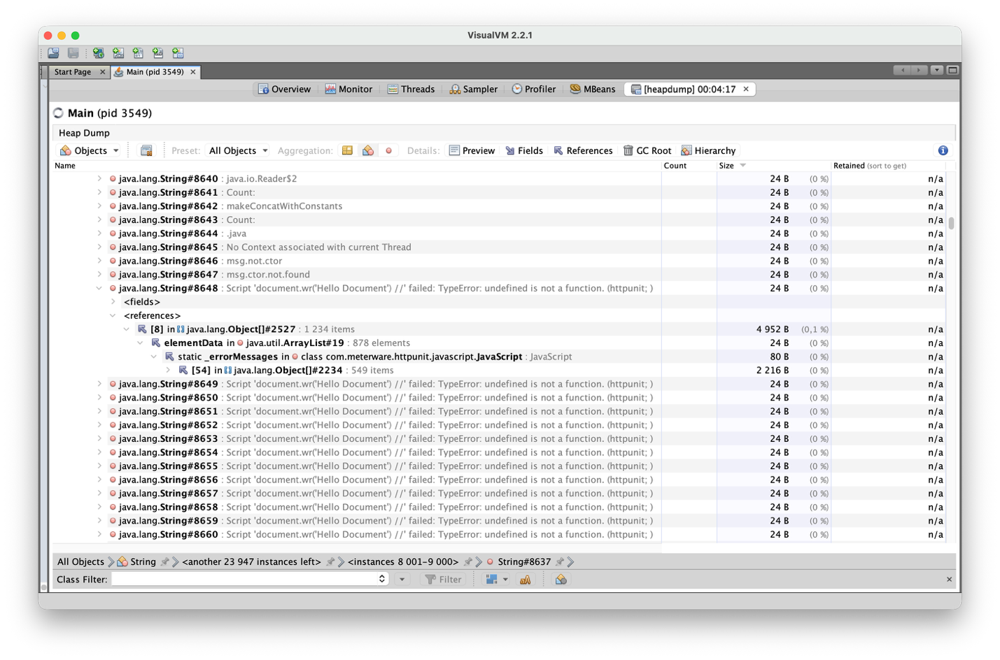 VisualVM 2.2.1
Start Page Main (pid 3549)
Overview Monitor Threads Sampler Profiler MBeans [heapdump] 00:04:17
Main (pid 3549)
Heap Dump
Objects Preset: All Objects Aggregation: Details: Preview Fields References GC Root Hierarchy
Name Count Size Retained (sort to get)
java.lang.String#8640 : java.io.Reader$2 24 B (0 %) n/a
java.lang.String#8641 : Count: 24 B (0 %) n/a
java.lang.String#8642 : makeConcatWithConstants 24 B (0 %) n/a
java.lang.String#8643 : Count: 24 B (0 %) n/a
java.lang.String#8644 : .java 24 B (0 %) n/a
java.lang.String#8645 : No Context associated with current Thread 24 B (0 %) n/a
java.lang.String#8646 : msg.not.ctor 24 B (0 %) n/a
java.lang.String#8647 : msg.ctor.not.found 24 B (0 %) n/a
java.lang.String#8648 : Script 'document.wr('Hello Document') //' failed: TypeError: undefined is not a function. (httpunit; ) 24 B (0 %) n/a
<fields>
<references>
[8] in java.lang.Object[]#2527 : 1 234 items 4 952 B (0,1 %) n/a
elementData in java.util.ArrayList#19 : 878 elements 24 B (0 %) n/a
static _errorMessages in class com.meterware.httpunit.javascript.JavaScript : JavaScript 80 B (0 %) n/a
[54] in java.lang.Object[]#2234 : 549 items 2 216 B (0 %) n/a
java.lang.String#8649 : Script 'document.wr('Hello Document') //' failed: TypeError: undefined is not a function. (httpunit; ) 24 B (0 %) n/a
java.lang.String#8650 : Script 'document.wr('Hello Document') //' failed: TypeError: undefined is not a function. (httpunit; ) 24 B (0 %) n/a
java.lang.String#8651 : Script 'document.wr('Hello Document') //' failed: TypeError: undefined is not a function. (httpunit; ) 24 B (0 %) n/a
java.lang.String#8652 : Script 'document.wr('Hello Document') //' failed: TypeError: undefined is not a function. (httpunit; ) 24 B (0 %) n/a
java.lang.String#8653 : Script 'document.wr('Hello Document') //' failed: TypeError: undefined is not a function. (httpunit; ) 24 B (0 %) n/a
java.lang.String#8654 : Script 'document.wr('Hello Document') //' failed: TypeError: undefined is not a function. (httpunit; ) 24 B (0 %) n/a
java.lang.String#8655 : Script 'document.wr('Hello Document') //' failed: TypeError: undefined is not a function. (httpunit; ) 24 B (0 %) n/a
java.lang.String#8656 : Script 'document.wr('Hello Document') //' failed: TypeError: undefined is not a function. (httpunit; ) 24 B (0 %) n/a
java.lang.String#8657 : Script 'document.wr('Hello Document') //' failed: TypeError: undefined is not a function. (httpunit; ) 24 B (0 %) n/a
java.lang.String#8658 : Script 'document.wr('Hello Document') //' failed: TypeError: undefined is not a function. (httpunit; ) 24 B (0 %) n/a
java.lang.String#8659 : Script 'document.wr('Hello Document') //' failed: TypeError: undefined is not a function. (httpunit; ) 24 B (0 %) n/a
java.lang.String#8660 : Script 'document.wr('Hello Document') //' failed: TypeError: undefined is not a function. (httpunit; ) 24 B (0 %) n/a
All Objects String <another 23 947 instances left> <instances 8 001-9 000> String#8637
Class Filter: Filter aA